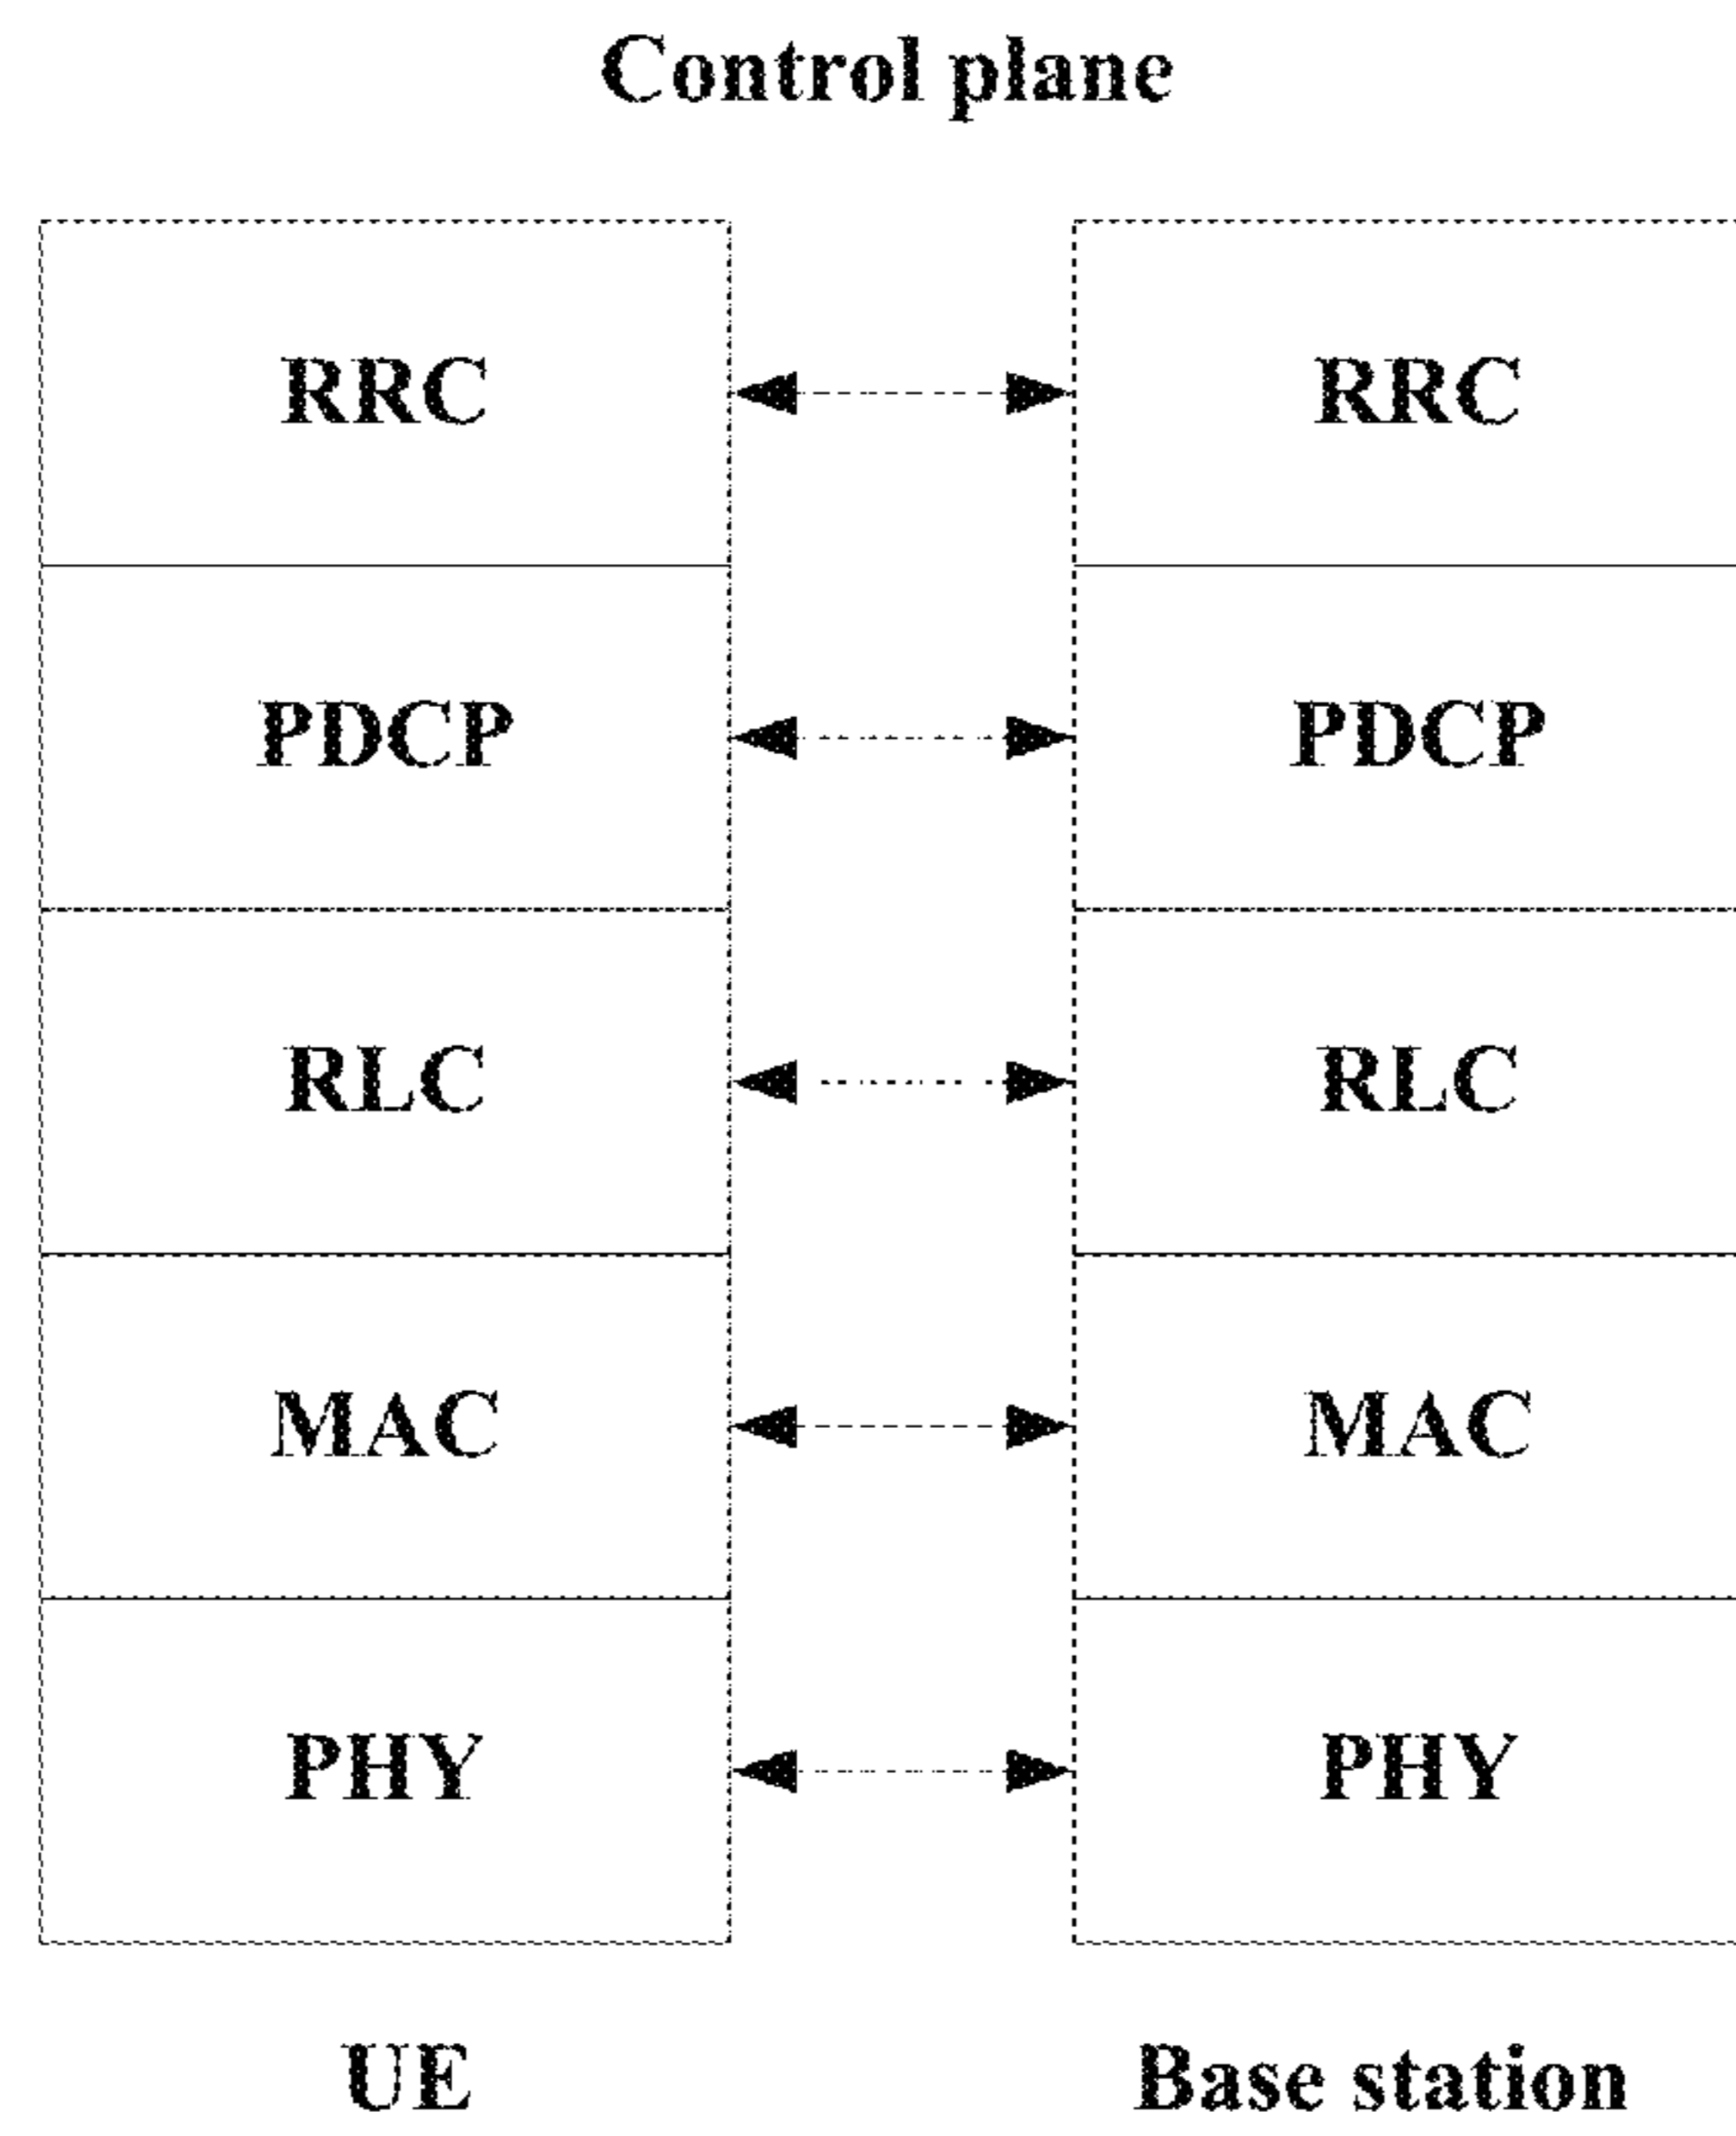 Control plane
RRC
RRC
PDCP
PDCP
RLC
RLC
MAC
MAC
PHY
PHY
UE
Base station